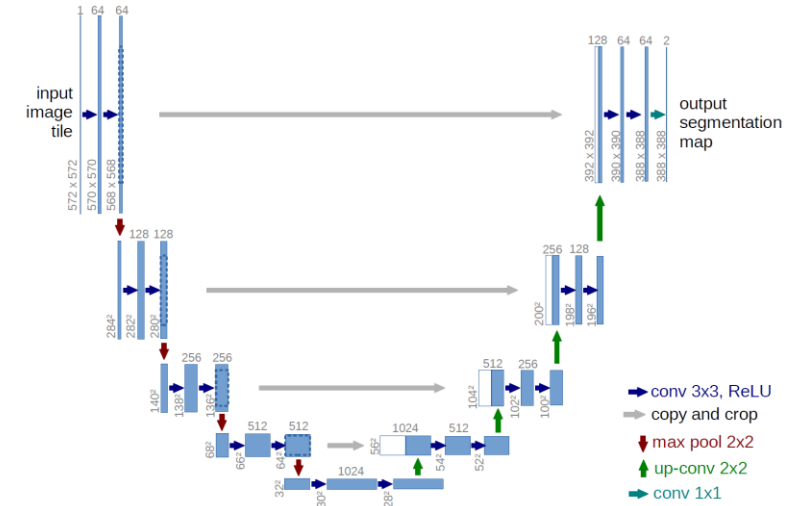 1 64 64
input
image
tile
572 x 572
570 x 570
568 x 568
128 64 64 2
output
segmentation
map
392 x 392
390 x 390
388 x 388
388 x 388
128 128
284²
282²
280²
256 128
200²
198²
196²
256 256
140²
138²
136²
512 256
104²
102²
100²
512 512
68²
66²
64²
1024 512
56²
54²
52²
1024
32²
30²
28²
conv 3x3, ReLU
copy and crop
max pool 2x2
up-conv 2x2
conv 1x1